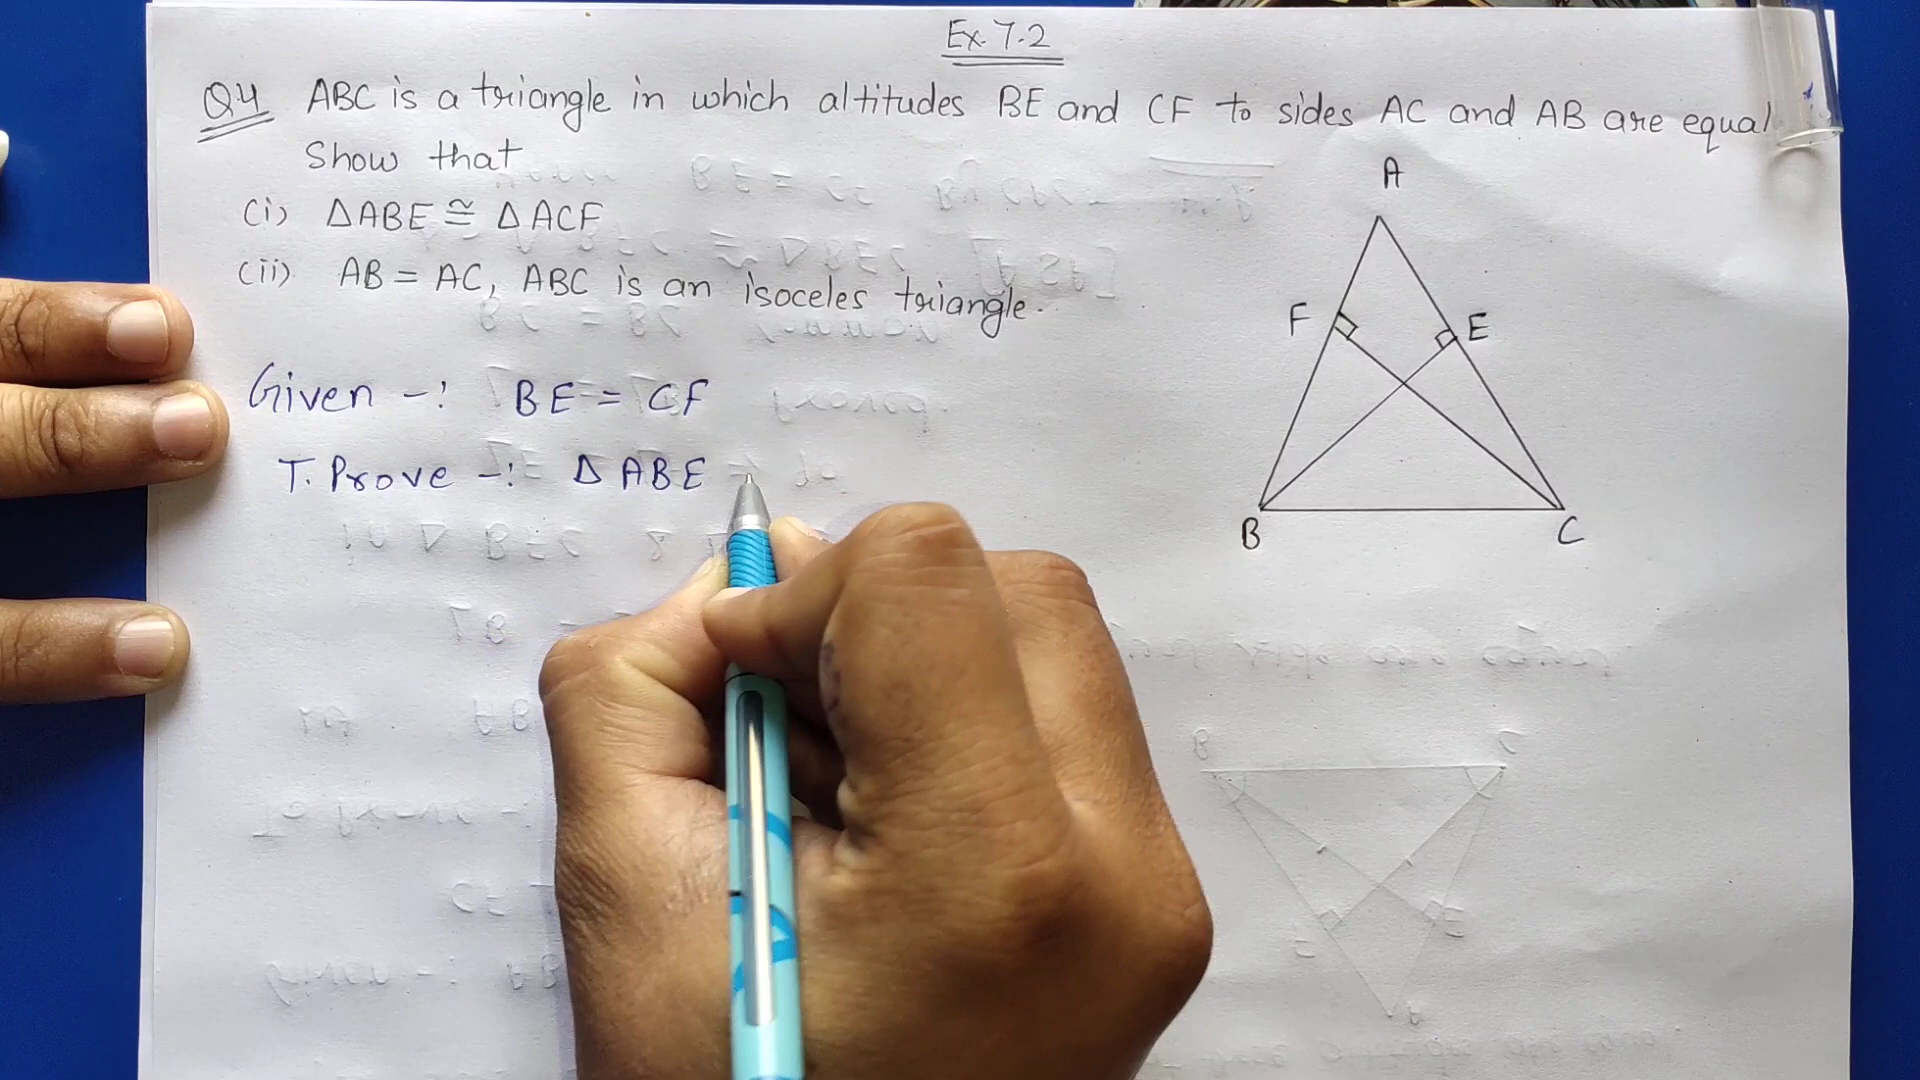 Ex. 7.2
Q4 ABC is a triangle in which altitudes BE and CF to sides AC and AB are equal
Show that
(i) ΔABE ≅ ΔACF
(ii) AB = AC, ABC is an isoceles triangle.
Given -: BE = CF
T. Prove -: Δ ABE
A
F
E
B
C